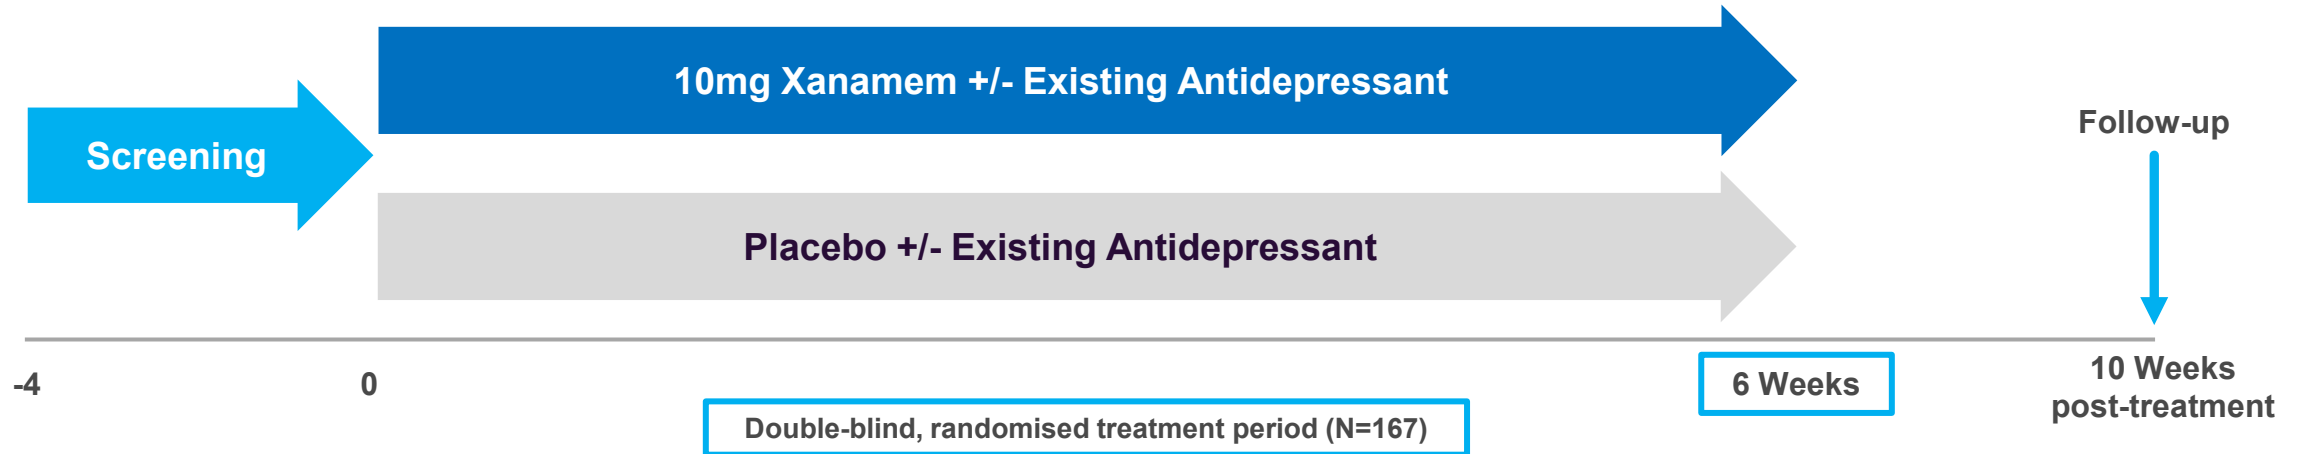 10mg Xanamem +/- Existing Antidepressant
Screening
Placebo +/- Existing Antidepressant
Follow-up
-4
0
6 Weeks
10 Weeks
post-treatment
Double-blind, randomised treatment period (N=167)